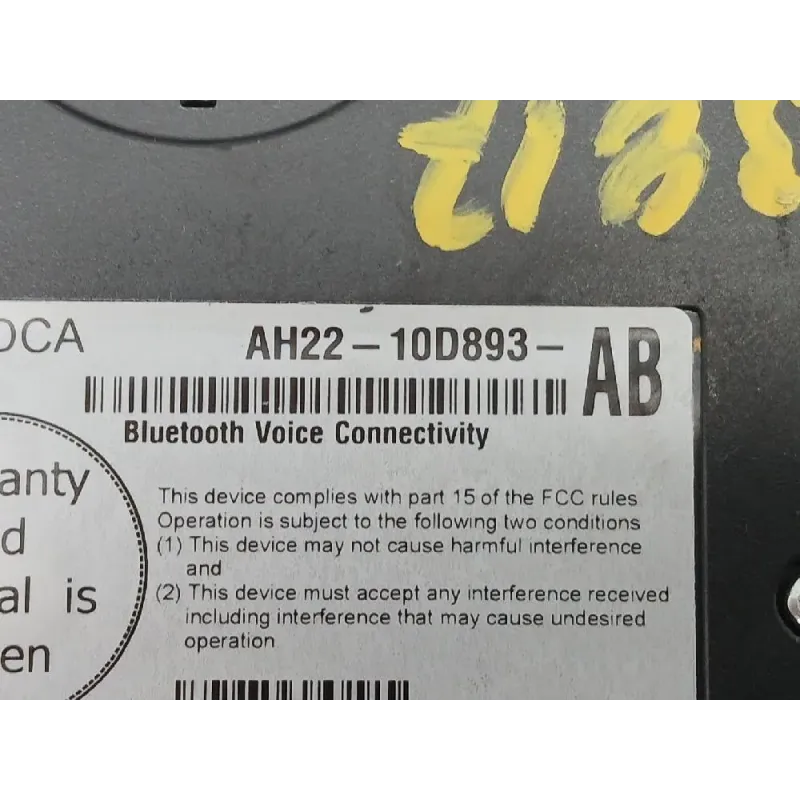 DCA
AH22-10D893-AB
Bluetooth Voice Connectivity
This device complies with part 15 of the FCC rules
Operation is subject to the following two conditions
(1) This device may not cause harmful interference
and
(2) This device must accept any interference received
including interference that may cause undesired
operation
anty
d
al is
en